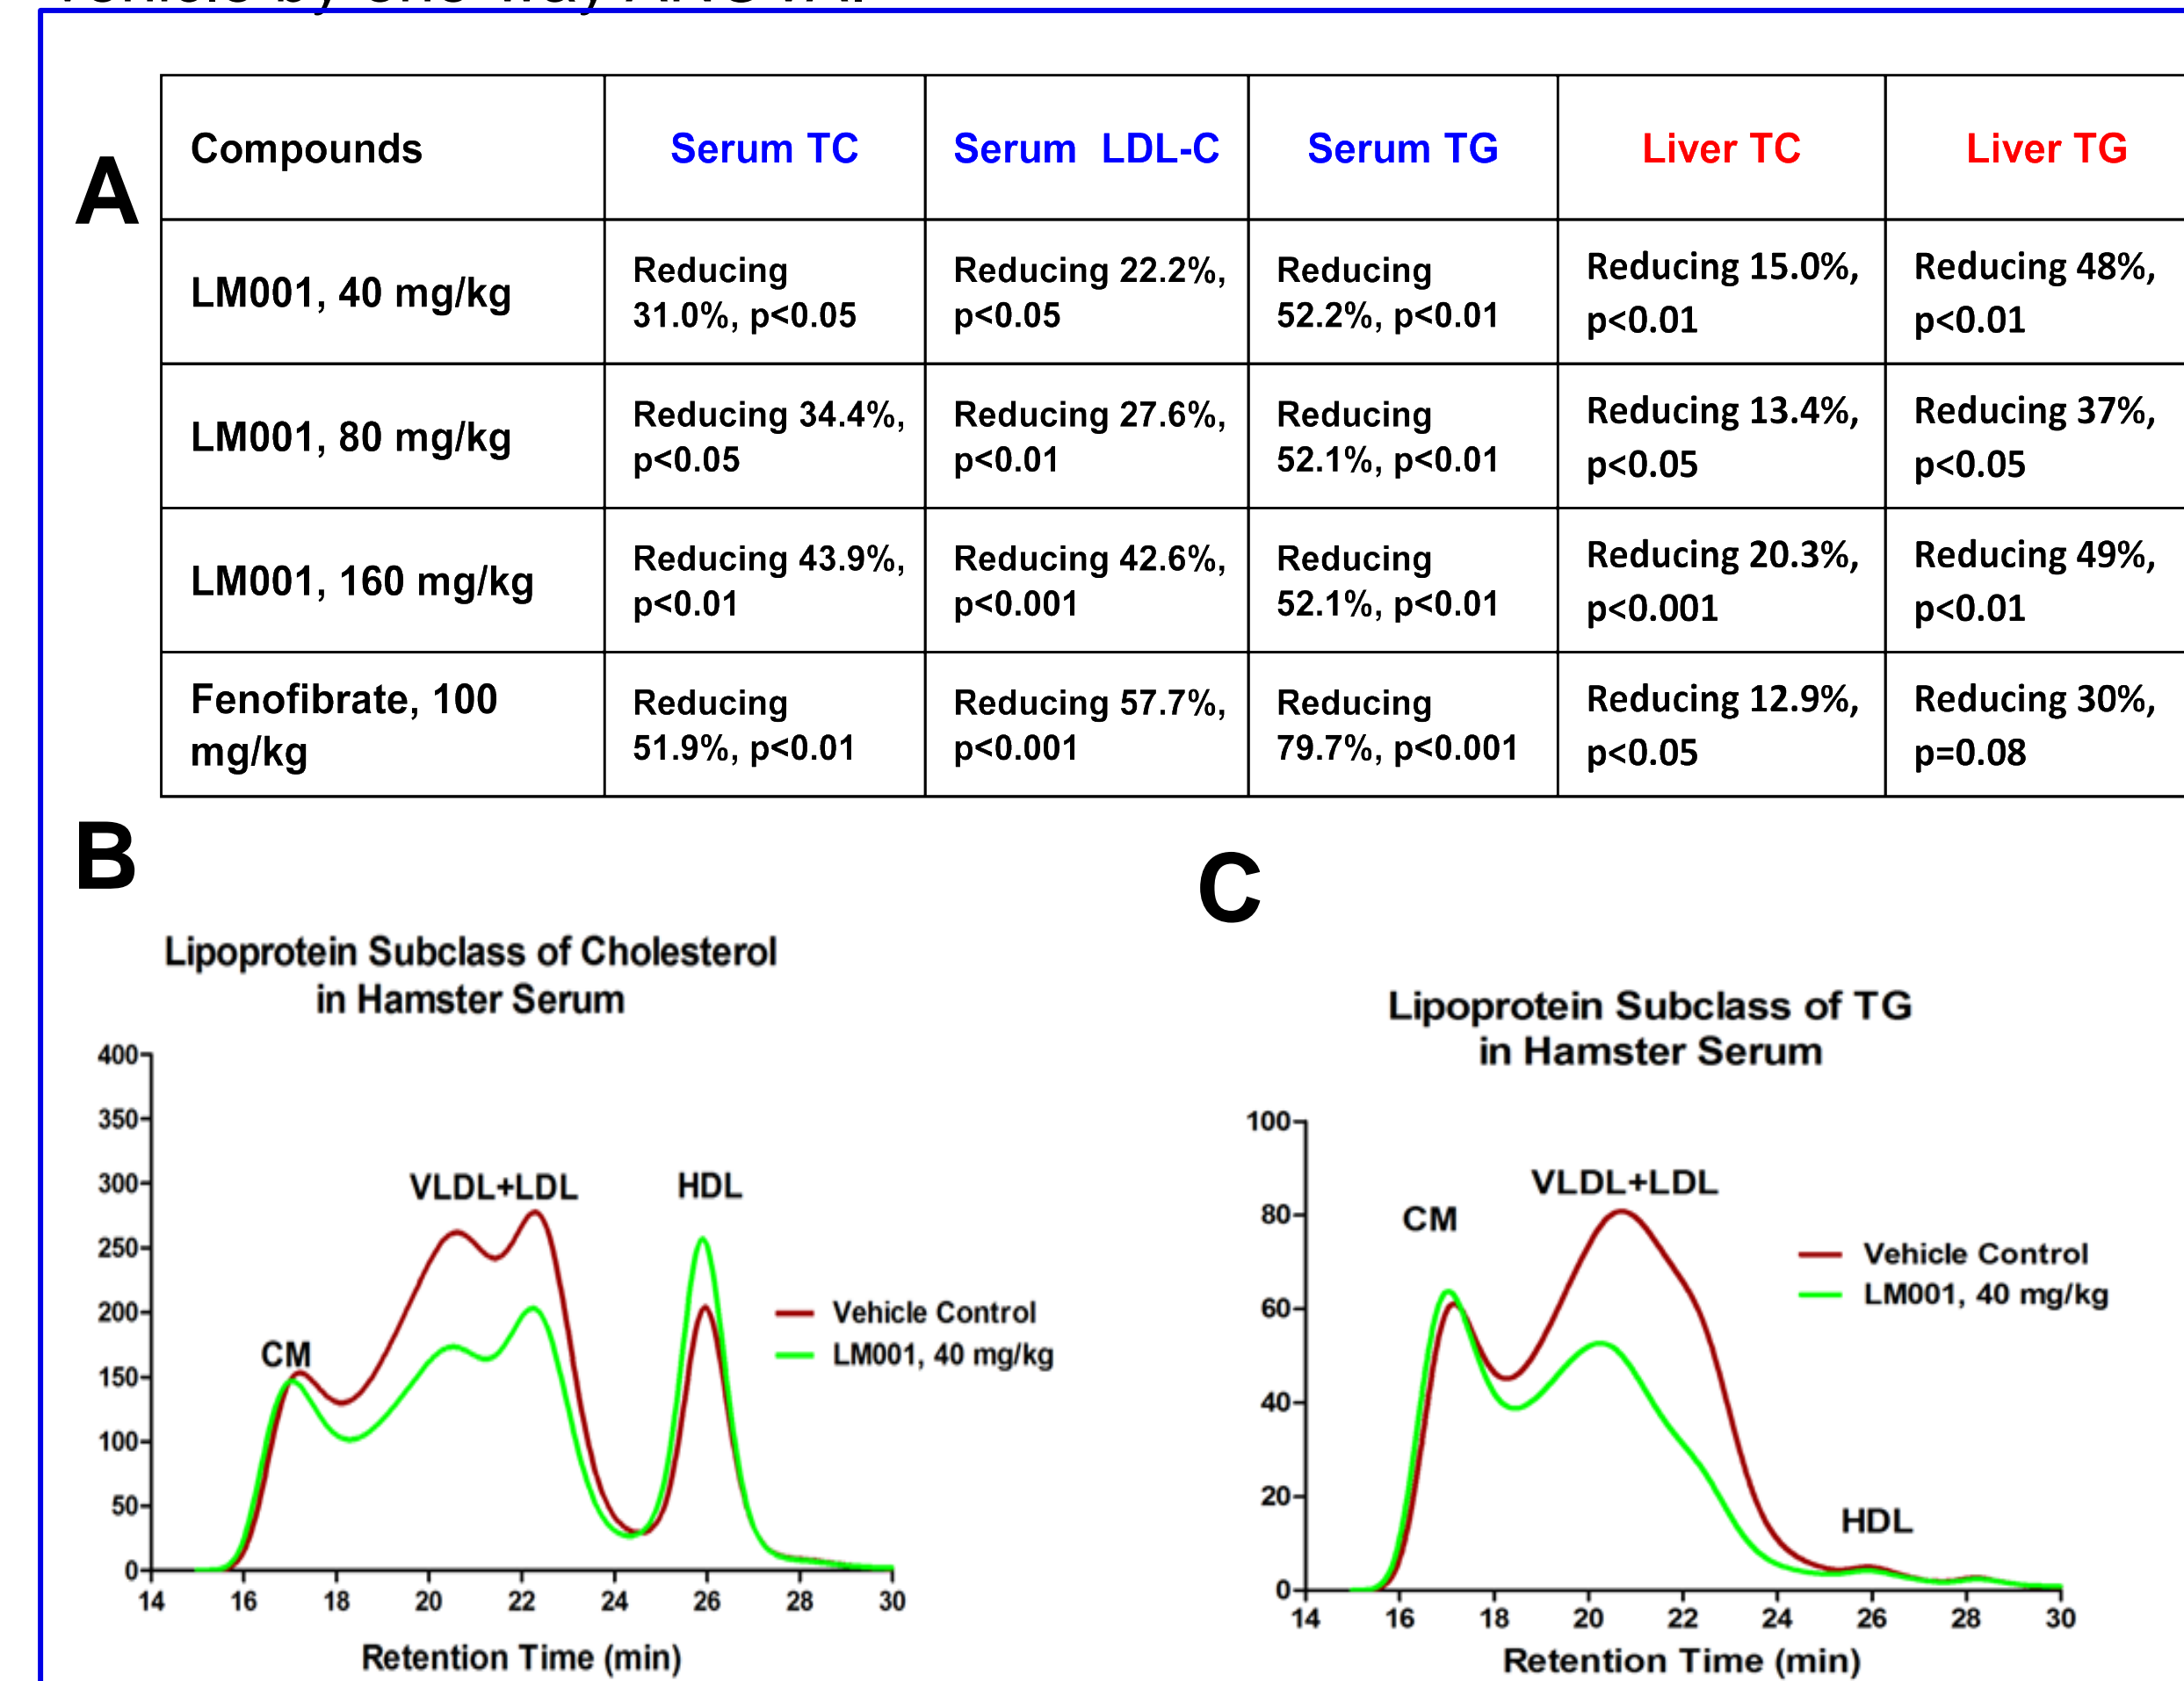 vehicle by one-way ANOVA.
A
Compounds
Serum TC
Serum LDL-C
Serum TG
Liver TC
Liver TG
LM001, 40 mg/kg
Reducing
31.0%, p<0.05
Reducing 22.2%,
p<0.05
Reducing
52.2%, p<0.01
Reducing 15.0%,
p<0.01
Reducing 48%,
p<0.01
LM001, 80 mg/kg
Reducing 34.4%,
p<0.05
Reducing 27.6%,
p<0.01
Reducing
52.1%, p<0.01
Reducing 13.4%,
p<0.05
Reducing 37%,
p<0.05
LM001, 160 mg/kg
Reducing 43.9%,
p<0.01
Reducing 42.6%,
p<0.001
Reducing
52.1%, p<0.01
Reducing 20.3%,
p<0.001
Reducing 49%,
p<0.01
Fenofibrate, 100
mg/kg
Reducing
51.9%, p<0.01
Reducing 57.7%,
p<0.001
Reducing
79.7%, p<0.001
Reducing 12.9%,
p<0.05
Reducing 30%,
p=0.08
B
Lipoprotein Subclass of Cholesterol
in Hamster Serum
400
350
300
250
200
150
100
50
0
CM
VLDL+LDL
HDL
Vehicle Control
LM001, 40 mg/kg
14 16 18 20 22 24 26 28 30
Retention Time (min)
C
Lipoprotein Subclass of TG
in Hamster Serum
100
80
60
40
20
0
CM
VLDL+LDL
HDL
Vehicle Control
LM001, 40 mg/kg
14 16 18 20 22 24 26 28 30
Retention Time (min)